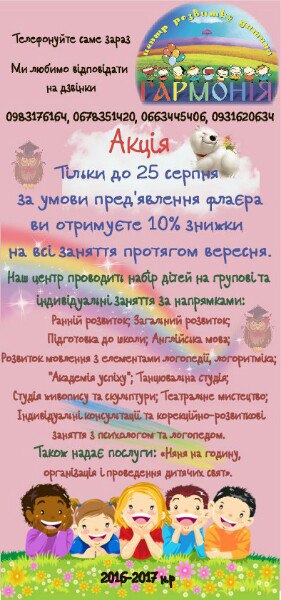 Телефонуйте саме зараз
Ми любимо відповідати
на дзвінки
центр розвитку дитини
ГАРМОНІЯ
0983176164, 0678351420, 0663445406, 0931620634
Акція
Тільки до 25 серпня
за умови пред'явлення флаєра
ви отримуєте 10% знижки
на всі заняття протягом вересня.
Наш центр проводить набір дітей на групові та
індивідуальні заняття за напрямками:
Ранній розвиток; Загальний розвиток;
Підготовка до школи; Англійська мова;
Розвиток мовлення з елементами логопедії, логоритміка;
"Академія успіху"; Танцювальна студія;
Студія живопису та скульптури; Театральне мистецтво;
Індивідуальні консультації та корекційно-розвиткові
заняття з психологом та логопедом.
Також надає послуги: «Няня на годину,
організація і проведення дитячих свят».
2016-2017 н.р